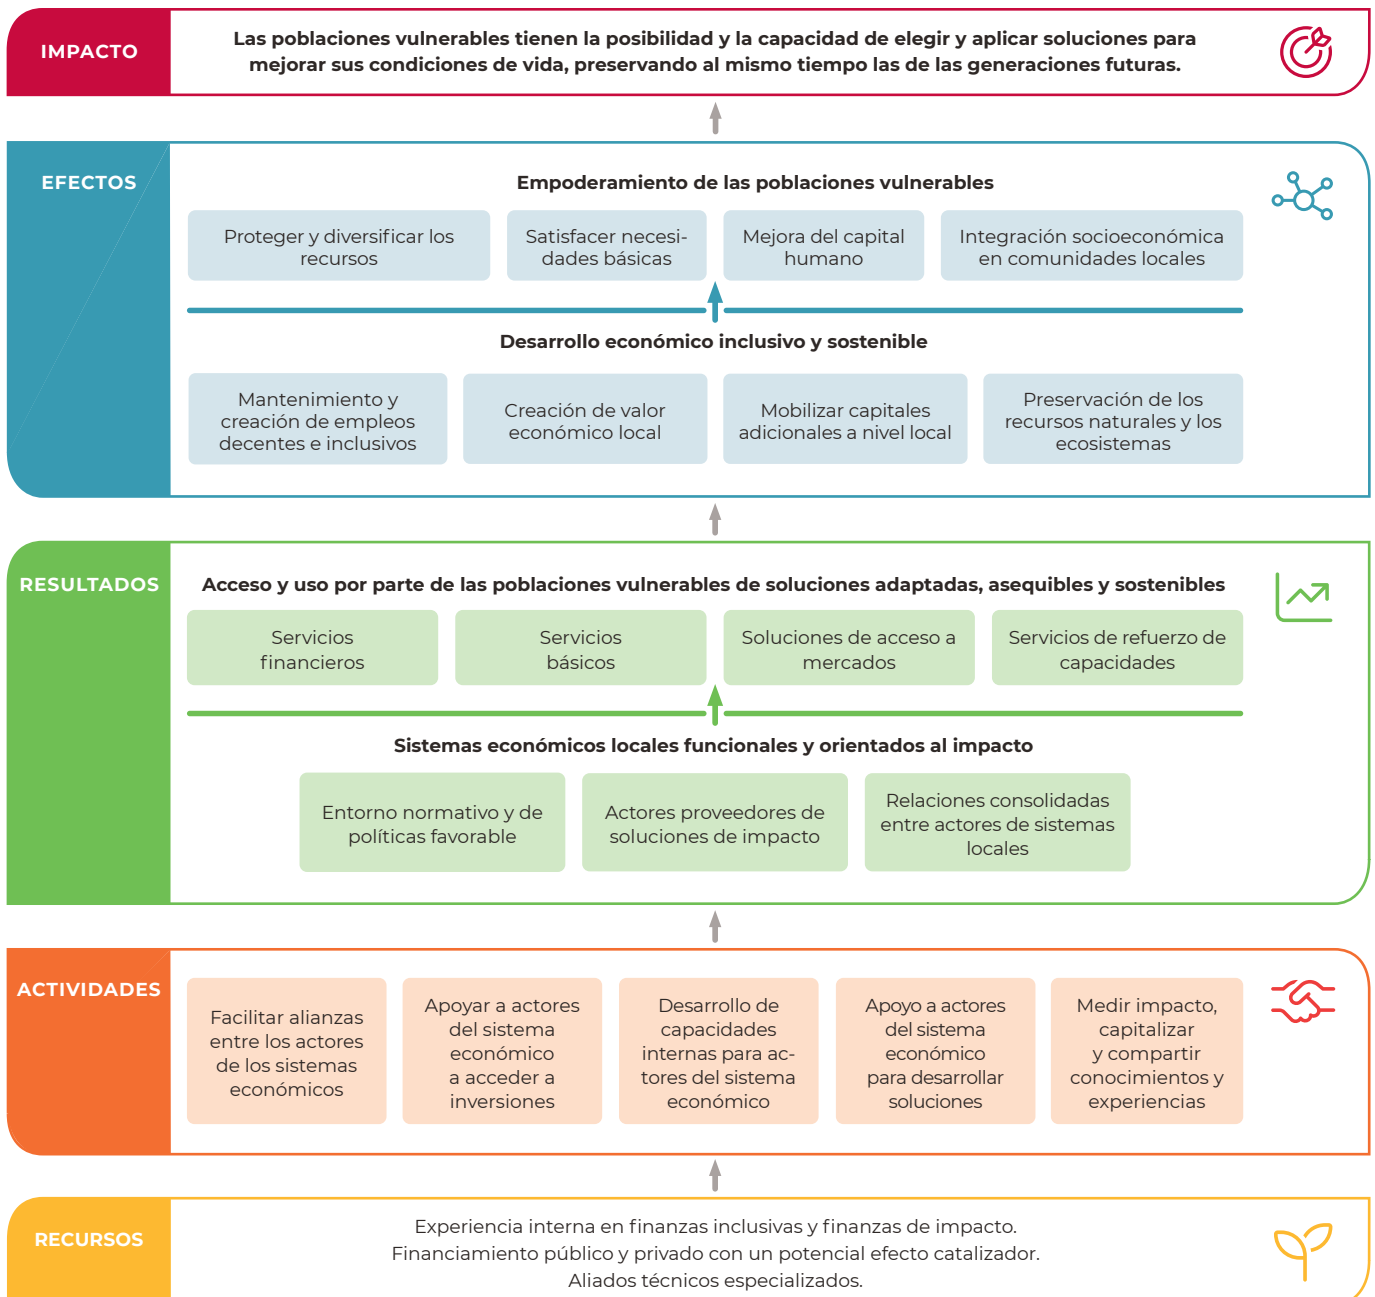 IMPACTO
Las poblaciones vulnerables tienen la posibilidad y la capacidad de elegir y aplicar soluciones para
mejorar sus condiciones de vida, preservando al mismo tiempo las de las generaciones futuras.
EFECTOS
Empoderamiento de las poblaciones vulnerables
Proteger y diversificar los
recursos
Satisfacer necesi-
dades básicas
Mejora del capital
humano
Integración socioeconómica
en comunidades locales
Desarrollo económico inclusivo y sostenible
Mantenimiento y
creación de empleos
decentes e inclusivos
Creación de valor
económico local
Mobilizar capitales
adicionales a nivel local
Preservación de los
recursos naturales y los
ecosistemas
RESULTADOS
Acceso y uso por parte de las poblaciones vulnerables de soluciones adaptadas, asequibles y sostenibles
Servicios
financieros
Servicios
básicos
Soluciones de acceso a
mercados
Servicios de refuerzo de
capacidades
Sistemas económicos locales funcionales y orientados al impacto
Entorno normativo y de
políticas favorable
Actores proveedores de
soluciones de impacto
Relaciones consolidadas
entre actores de sistemas
locales
ACTIVIDADES
Facilitar alianzas
entre los actores
de los sistemas
económicos
Apoyar a actores
del sistema
económico
a acceder a
inversiones
Desarrollo de
capacidades
internas para ac-
tores del sistema
económico
Apoyo a actores
del sistema
económico
para desarrollar
soluciones
Medir impacto,
capitalizar
y compartir
conocimientos y
experiencias
RECURSOS
Experiencia interna en finanzas inclusivas y finanzas de impacto.
Financiamiento público y privado con un potencial efecto catalizador.
Aliados técnicos especializados.